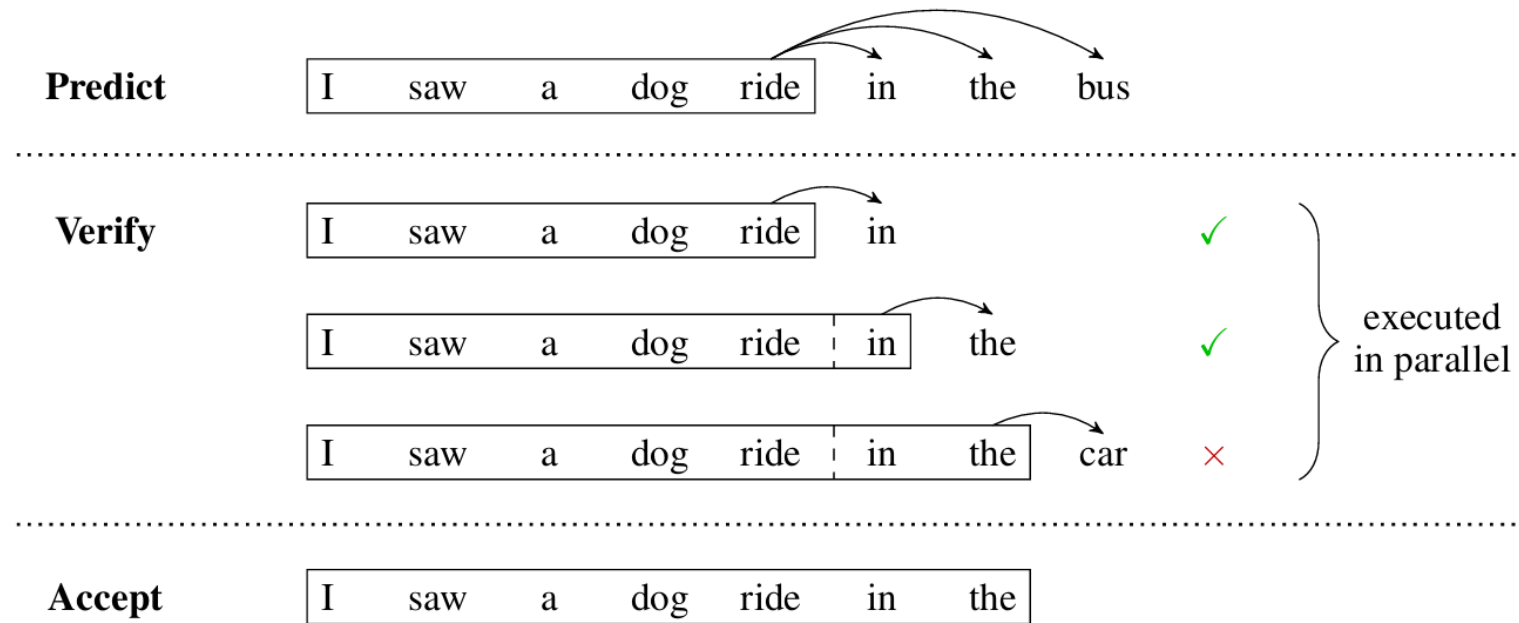 Predict I saw a dog ride in the bus
Verify I saw a dog ride in ✓
I saw a dog ride in the ✓
I saw a dog ride in the car ×
executed
in parallel
Accept I saw a dog ride in the